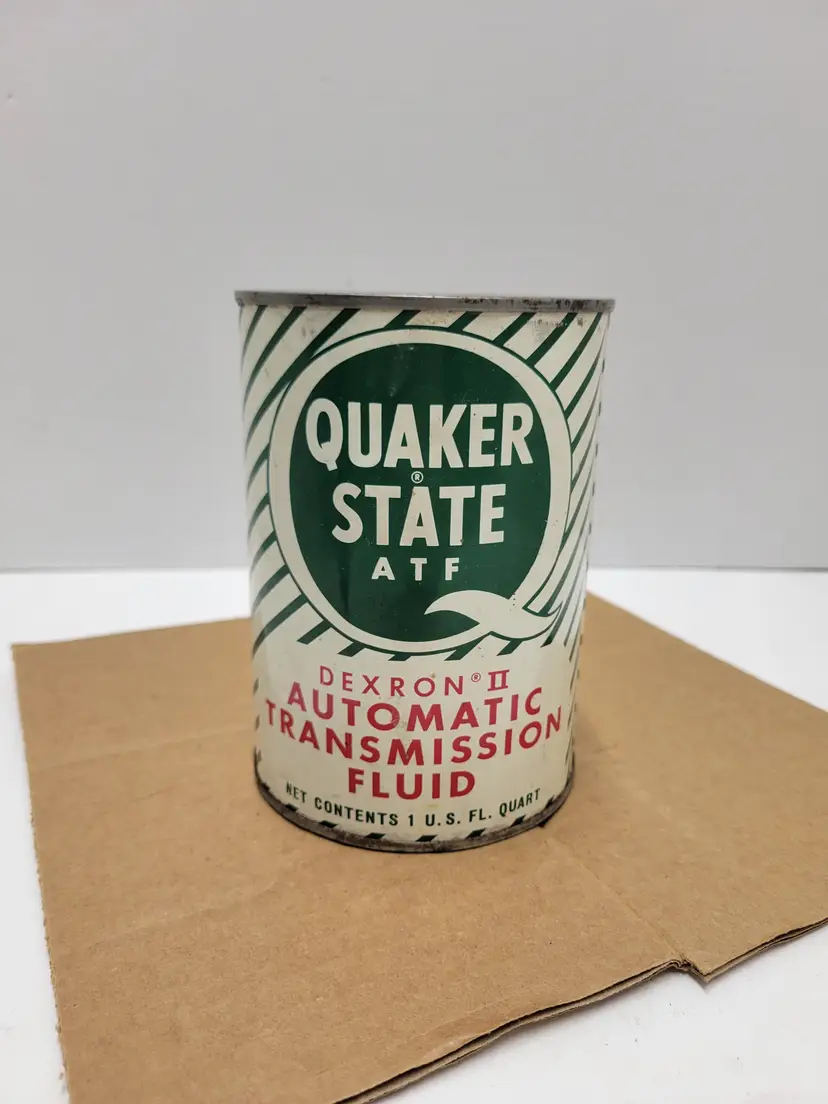 QUAKER
®
STATE
ATF
DEXRON® II
AUTOMATIC
TRANSMISSION
FLUID
NET CONTENTS 1 U.S. FL. QUART